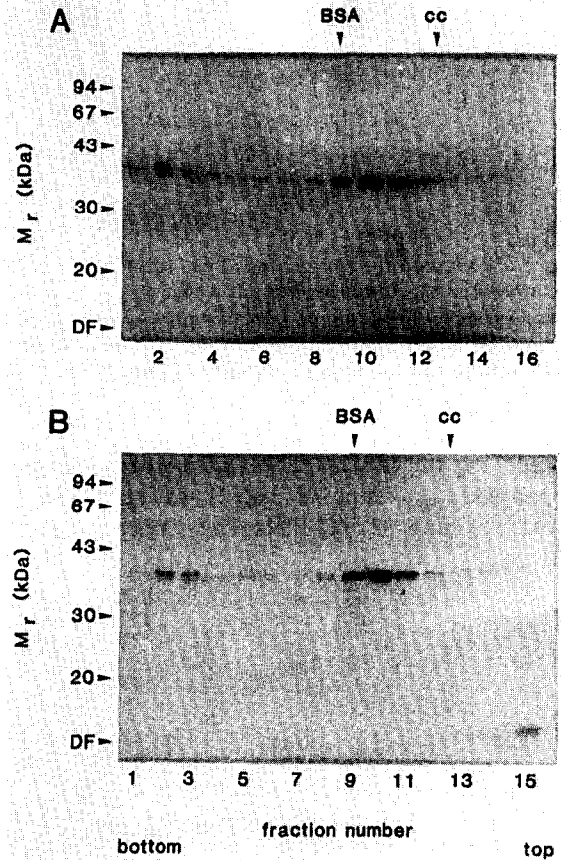 A
BSA cc
94
67
43
30
20
DF
M r (kDa)
2 4 6 8 10 12 14 16
B
BSA cc
94
67
43
30
20
DF
M r (kDa)
1 3 5 7 9 11 13 15
fraction number
bottom top